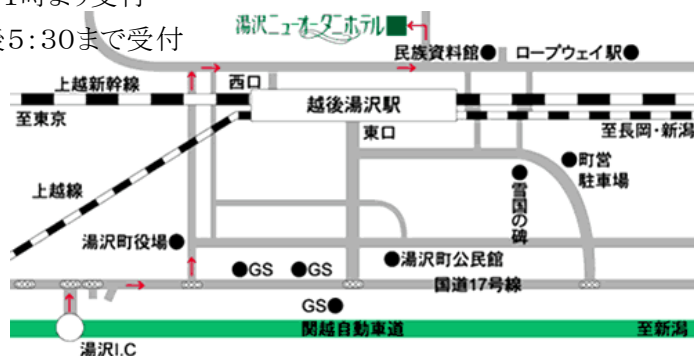 時より受付
後5:30まで受付
湯沢ニューオータニホテル
民族資料館
ロープウェイ駅
上越新幹線
西口
越後湯沢駅
至東京
東口
至長岡・新潟
町営
駐車場
上越線
雪国の碑
湯沢町役場
湯沢町公民館
GS
GS
国道17号線
GS
関越自動車道
至新潟
湯沢I.C